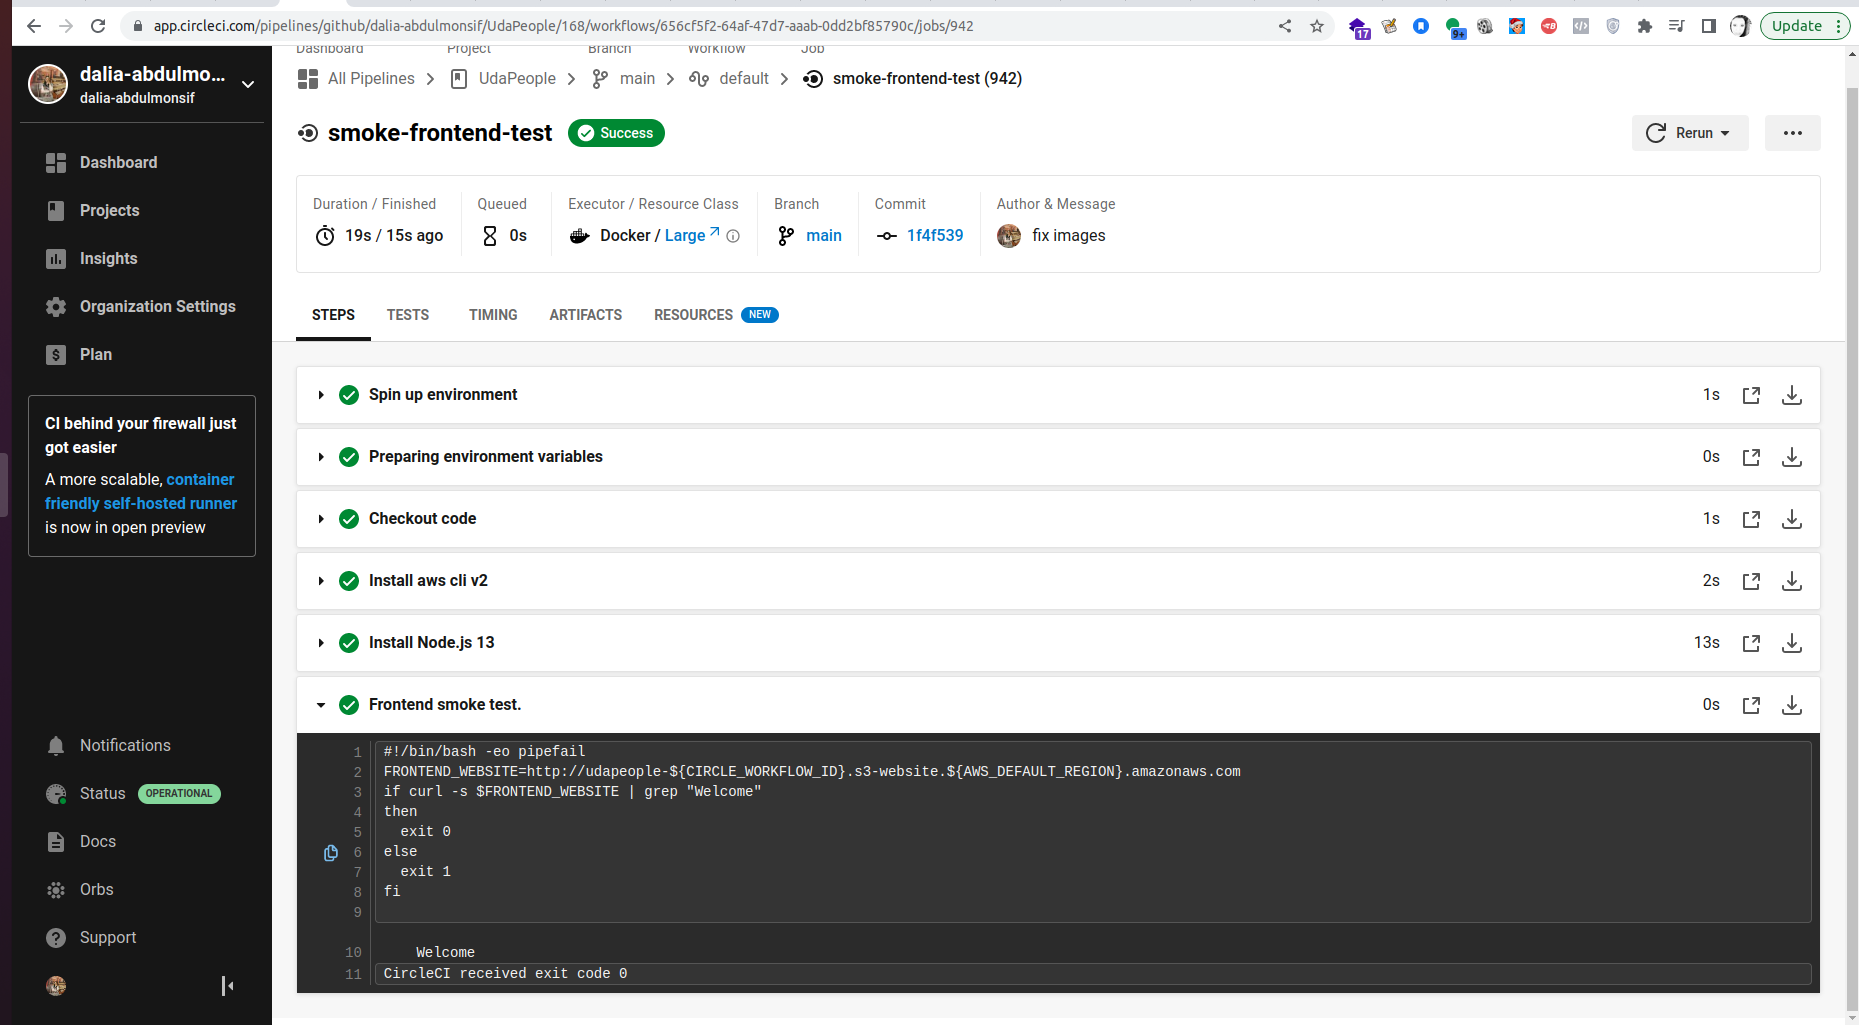 app.circleci.com/pipelines/github/dalia-abdulmonsif/UdaPeople/168/workflows/656cf5f2-64af-47d7-aaab-0dd2bf85790c/jobs/942
17
9+
Update
dalia-abdulmo...
dalia-abdulmonsif
Dashboard
Projects
Insights
Organization Settings
Plan
CI behind your firewall just
got easier
A more scalable, container
friendly self-hosted runner
is now in open preview
Notifications
Status OPERATIONAL
Docs
Orbs
Support
Dashboard Project Branch Workflow Job
All Pipelines UdaPeople main default smoke-frontend-test (942)
smoke-frontend-test Success
Rerun
Duration / Finished Queued Executor / Resource Class Branch Commit Author & Message
19s / 15s ago 0s Docker / Large main 1f4f539 fix images
STEPS TESTS TIMING ARTIFACTS RESOURCES NEW
Spin up environment 1s
Preparing environment variables 0s
Checkout code 1s
Install aws cli v2 2s
Install Node.js 13 13s
Frontend smoke test. 0s
1 #!/bin/bash -eo pipefail
2 FRONTEND_WEBSITE=http://udapeople-${CIRCLE_WORKFLOW_ID}.s3-website.${AWS_DEFAULT_REGION}.amazonaws.com
3 if curl -s $FRONTEND_WEBSITE | grep "Welcome"
4 then
5 exit 0
6 else
7 exit 1
8 fi
9
10 Welcome
11 CircleCI received exit code 0